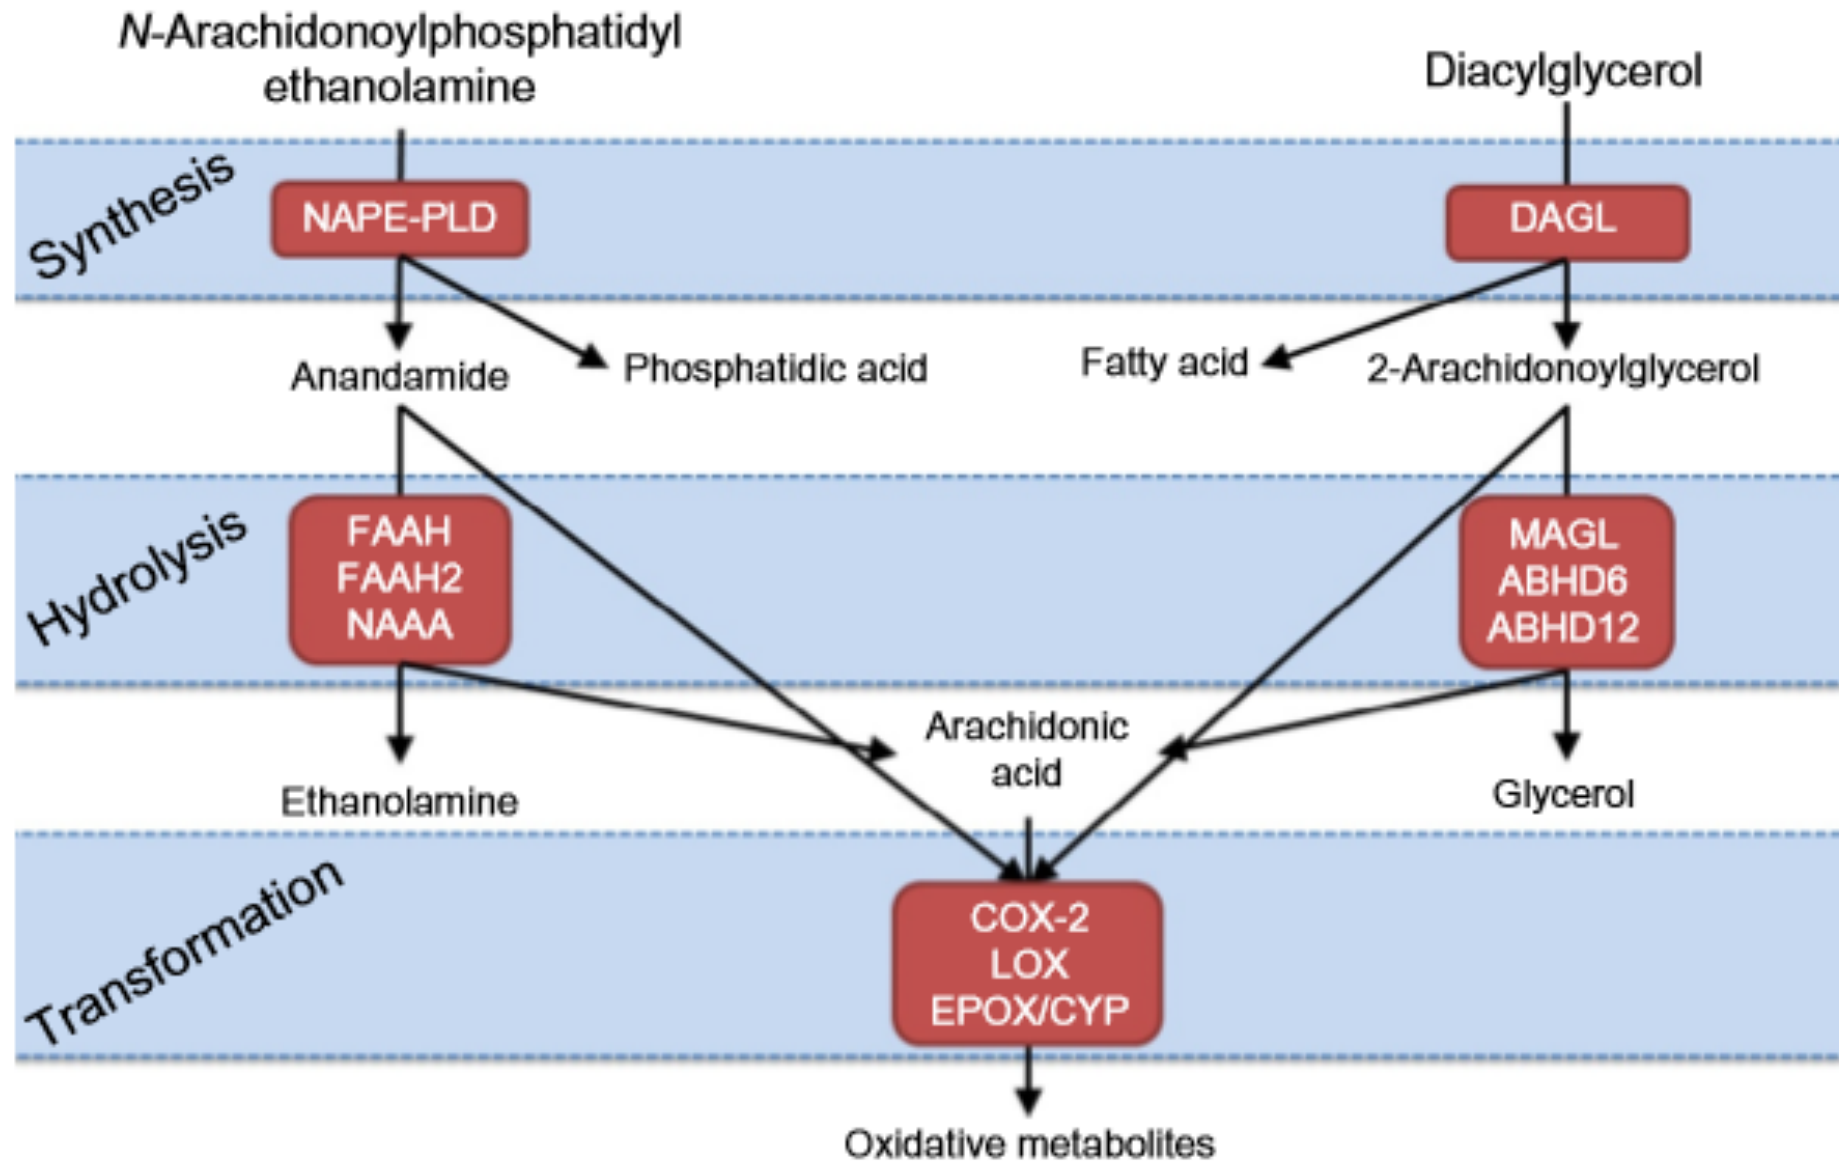 N-Arachidonoylphosphatidyl
ethanolamine
Diacylglycerol
Synthesis
NAPE-PLD
DAGL
Anandamide
Phosphatidic acid
Fatty acid
2-Arachidonoylglycerol
Hydrolysis
FAAH
FAAH2
NAAA
MAGL
ABHD6
ABHD12
Arachidonic
acid
Ethanolamine
Glycerol
Transformation
COX-2
LOX
EPOX/CYP
Oxidative metabolites